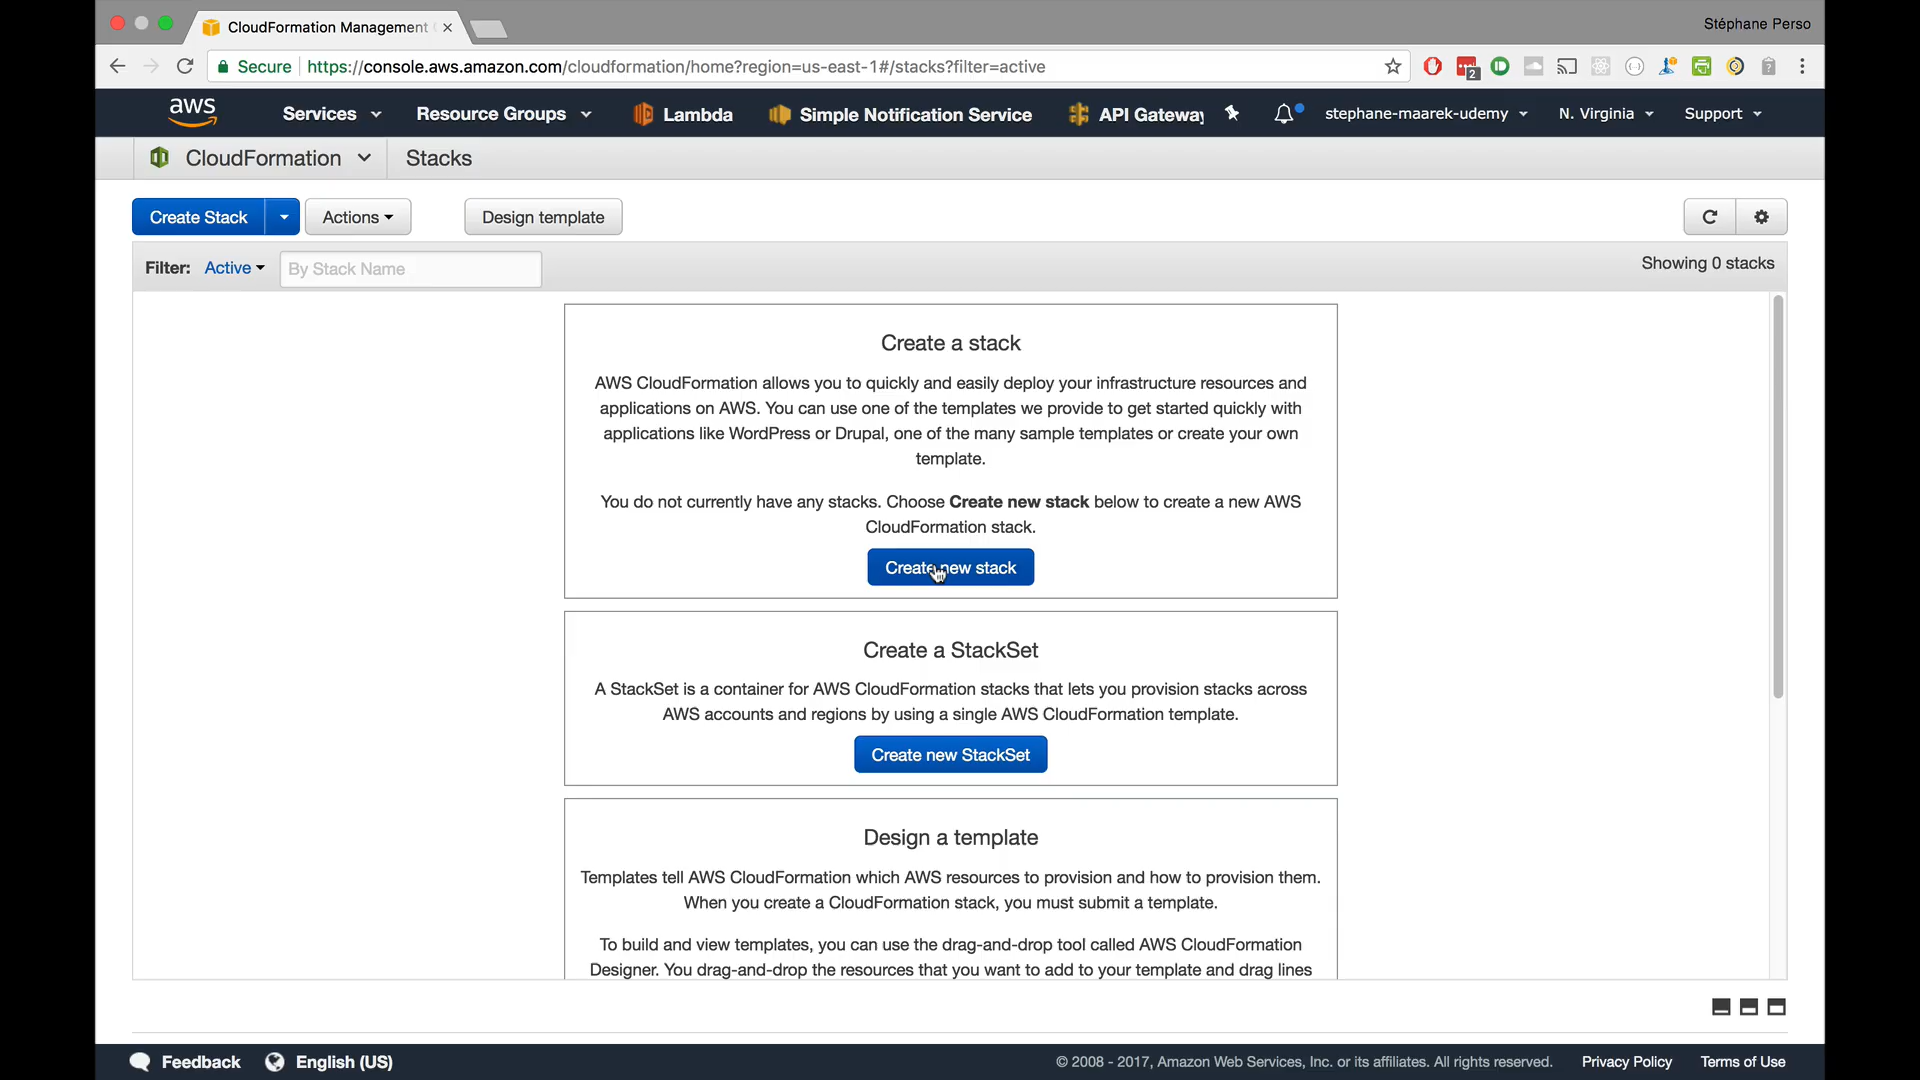 CloudFormation Management
Stéphane Perso
Secure https://console.aws.amazon.com/cloudformation/home?region=us-east-1#/stacks?filter=active
2
aws Services Resource Groups Lambda Simple Notification Service API Gateway stephane-maarek-udemy N. Virginia Support
CloudFormation Stacks
Create Stack Actions Design template
Filter: Active By Stack Name Showing 0 stacks
Create a stack
AWS CloudFormation allows you to quickly and easily deploy your infrastructure resources and
applications on AWS. You can use one of the templates we provide to get started quickly with
applications like WordPress or Drupal, one of the many sample templates or create your own
template.
You do not currently have any stacks. Choose Create new stack below to create a new AWS
CloudFormation stack.
Create new stack
Create a StackSet
A StackSet is a container for AWS CloudFormation stacks that lets you provision stacks across
AWS accounts and regions by using a single AWS CloudFormation template.
Create new StackSet
Design a template
Templates tell AWS CloudFormation which AWS resources to provision and how to provision them.
When you create a CloudFormation stack, you must submit a template.
To build and view templates, you can use the drag-and-drop tool called AWS CloudFormation
Designer. You drag-and-drop the resources that you want to add to your template and drag lines
Feedback English (US) © 2008 - 2017, Amazon Web Services, Inc. or its affiliates. All rights reserved. Privacy Policy Terms of Use